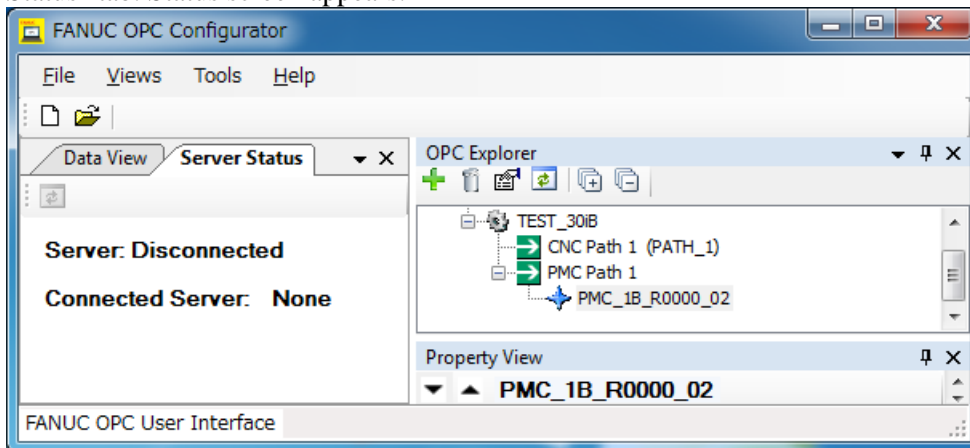 FANUC OPC Configurator
File Views Tools Help
Data View Server Status
OPC Explorer
Server: Disconnected
Connected Server: None
TEST_30iB
CNC Path 1 (PATH_1)
PMC Path 1
PMC_1B_R0000_02
Property View
PMC_1B_R0000_02
FANUC OPC User Interface